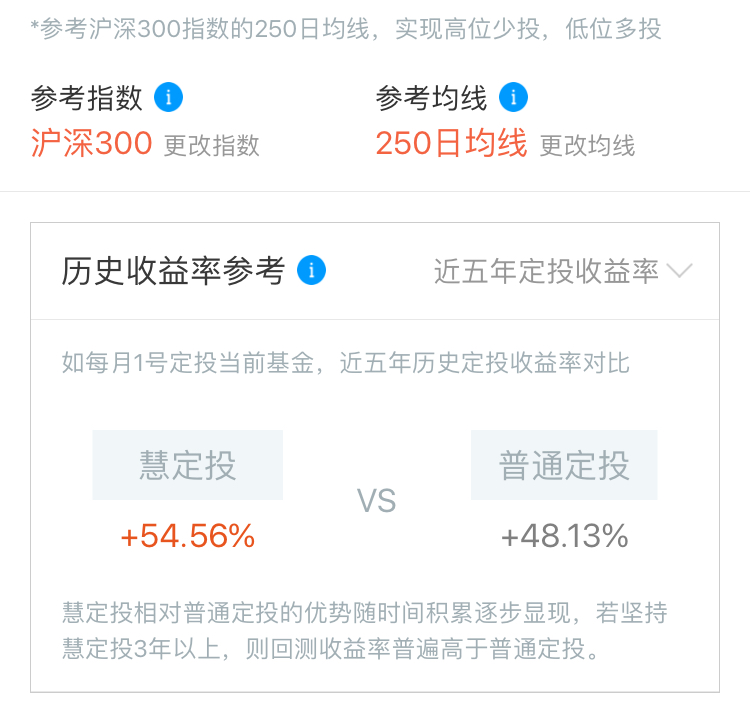 *参考沪深300指数的250日均线，实现高位少投，低位多投
参考指数 i 参考均线 i
沪深300 更改指数 250日均线 更改均线
历史收益率参考 i 近五年定投收益率
如每月1号定投当前基金，近五年历史定投收益率对比
慧定投 VS 普通定投
+54.56% +48.13%
慧定投相对普通定投的优势随时间积累逐步显现，若坚持
慧定投3年以上，则回测收益率普遍高于普通定投。